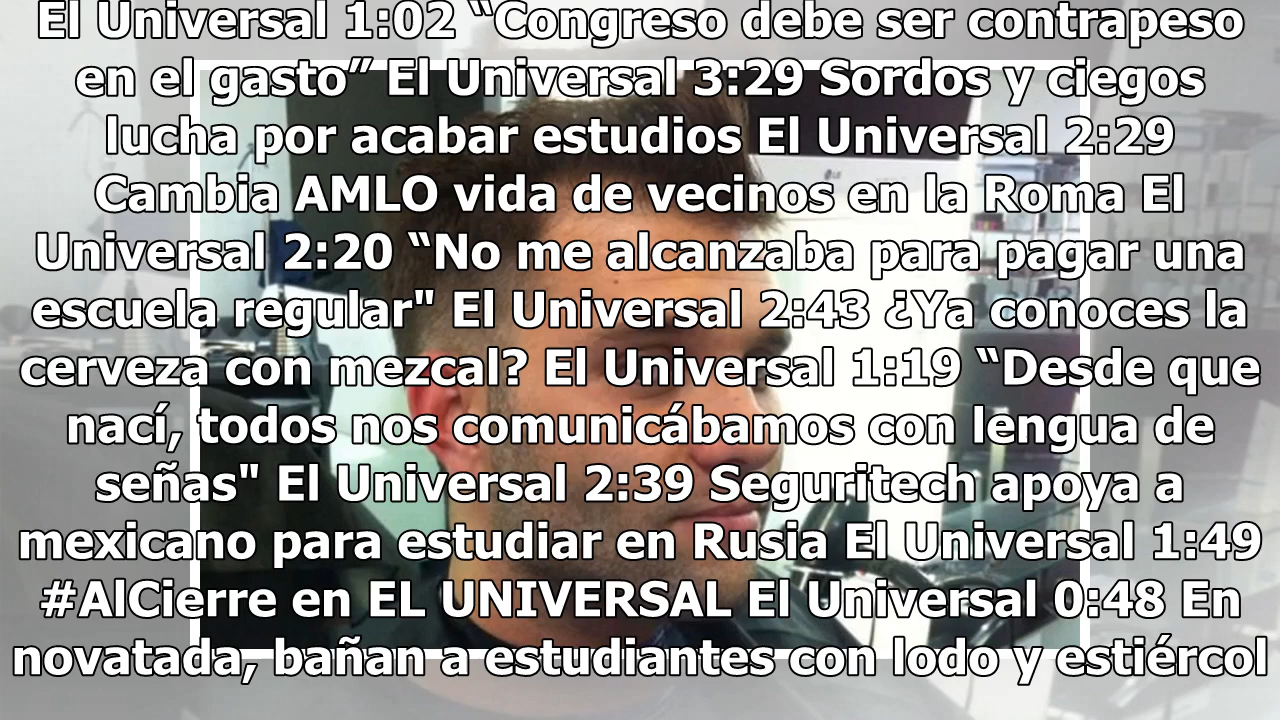 El Universal 1:02 “Congreso debe ser contrapeso
en el gasto” El Universal 3:29 Sordos y ciegos
lucha por acabar estudios El Universal 2:29
Cambia AMLO vida de vecinos en la Roma El
Universal 2:20 “No me alcanzaba para pagar una
escuela regular" El Universal 2:43 ¿Ya conoces la
cerveza con mezcal? El Universal 1:19 “Desde que
nací, todos nos comunicábamos con lengua de
señas" El Universal 2:39 Seguritech apoya a
mexicano para estudiar en Rusia El Universal 1:49
#AlCierre en EL UNIVERSAL El Universal 0:48 En
novatada, bañan a estudiantes con lodo y estiércol
LG